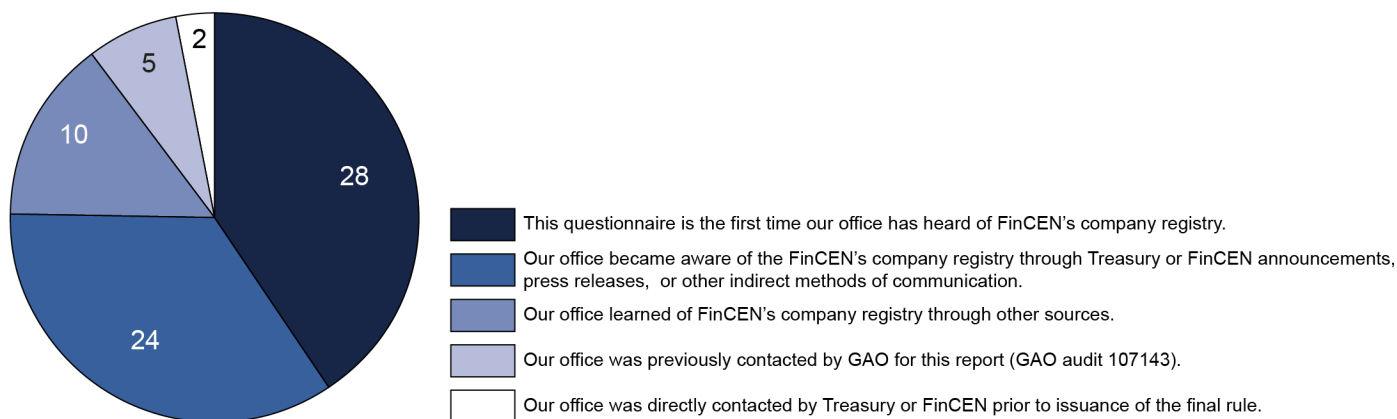 2
5
10
28
24
This questionnaire is the first time our office has heard of FinCEN’s company registry.
Our office became aware of the FinCEN’s company registry through Treasury or FinCEN announcements,
press releases,  or other indirect methods of communication.
Our office learned of FinCEN’s company registry through other sources.
Our office was previously contacted by GAO for this report (GAO audit 107143).
Our office was directly contacted by Treasury or FinCEN prior to issuance of the final rule.